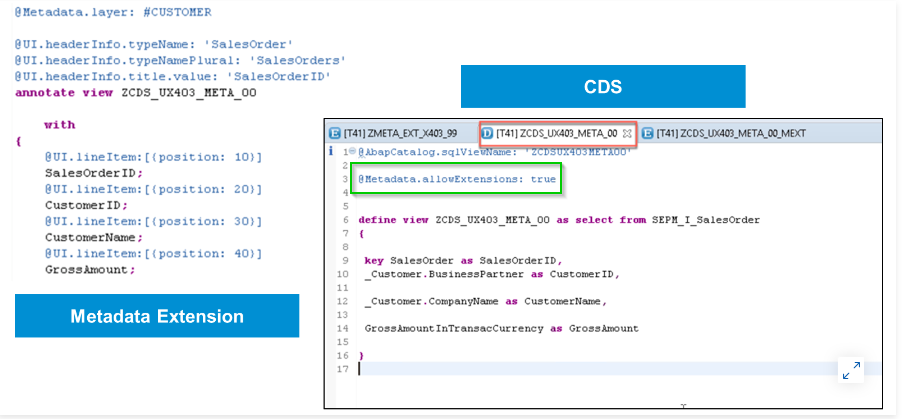 @Metadata.layer: #CUSTOMER
@UI.headerInfo.typeName: 'SalesOrder'
@UI.headerInfo.typeNamePlural: 'SalesOrders'
@UI.headerInfo.title.value: 'SalesOrderID'
annotate view ZCDS_UX403_META_00
with
{
@UI.lineItem:[(position: 10)]
SalesOrderID;
@UI.lineItem:[(position: 20)]
CustomerID;
@UI.lineItem:[(position: 30)]
CustomerName;
@UI.lineItem:[(position: 40)]
GrossAmount;
Metadata Extension
CDS
[T41] ZMETA_EXT_X403_99
[T41] ZCDS_UX403_META_00
[T41] ZCDS_UX403_META_00_MEXT
1 @AbapCatalog.sqlViewName: 'ZCDSUX403META00'
2
3 @Metadata.allowExtensions: true
4
5
6 define view ZCDS_UX403_META_00 as select from SEPM_I_SalesOrder
7 {
8
9 key SalesOrder as SalesOrderID,
10 _Customer.BusinessPartner as CustomerID,
11
12 _Customer.CompanyName as CustomerName,
13
14 GrossAmountInTransacCurrency as GrossAmount
15
16 }
17